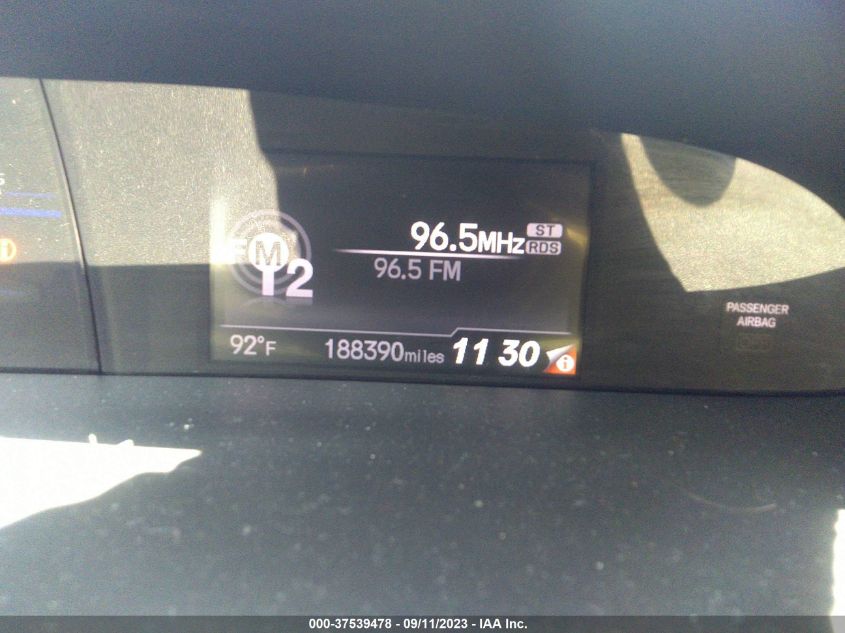 96.5MHz ST
RDS
FM
96.5 FM
12
PASSENGER
AIRBAG
92°F 188390miles 11 30 i
000-37539478 - 09/11/2023 - IAA Inc.